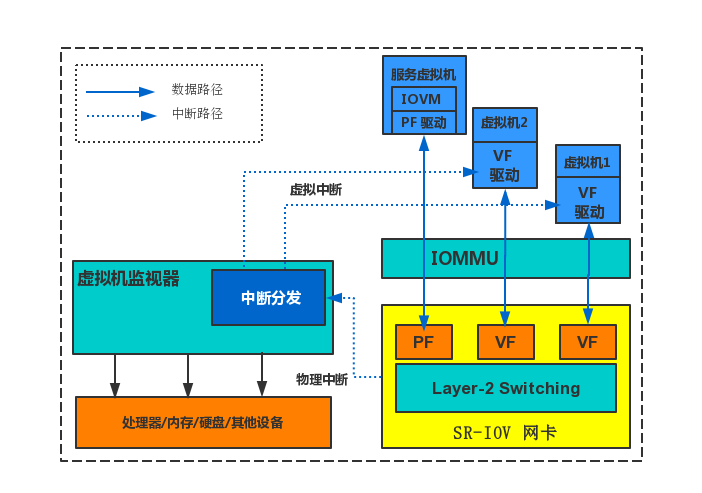 数据路径
中断路径
服务虚拟机
IOVM
PF 驱动
虚拟机2
VF
驱动
虚拟机1
VF
驱动
虚拟中断
IOMMU
虚拟机监视器
中断分发
物理中断
PF
VF
VF
Layer-2 Switching
SR-IOV 网卡
处理器/内存/硬盘/其他设备